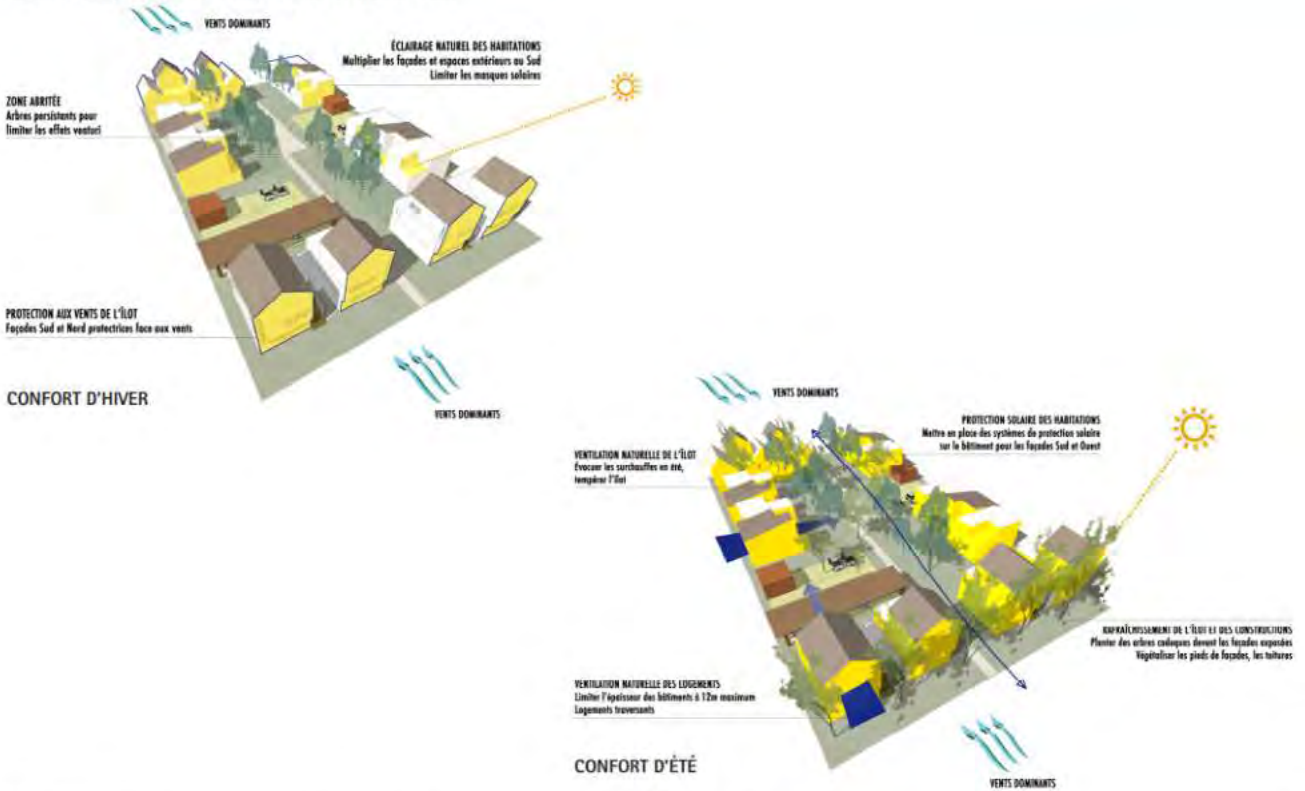 VENTS DOMINANTS
ÉCLAIRAGE NATUREL DES HABITATIONS
Multiplier les façades et espaces extérieurs au Sud
Limiter les masques solaires
ZONE ABRITÉE
Arbres persistants pour
limiter les effets venturi
PROTECTION AUX VENTS DE L'ÎLOT
Façades Sud et Nord protectrices face aux vents
CONFORT D'HIVER
VENTS DOMINANTS
VENTS DOMINANTS
PROTECTION SOLAIRE DES HABITATIONS
Mettre en place des systèmes de protection solaire
sur le bâtiment pour les façades Sud et Ouest
VENTILATION NATURELLE DE L'ÎLOT
Évacuer les surchauffes en été,
tempérer l'îlot
RAFRAÎCHISSEMENT DE L'ÎLOT ET DES CONSTRUCTIONS
Planter des arbres caduques devant les façades exposées
Végétaliser les pieds de façades, les toitures
VENTILATION NATURELLE DES LOGEMENTS
Limiter l'épaisseur des bâtiments à 12m maximum
Logements traversants
CONFORT D'ÉTÉ
VENTS DOMINANTS